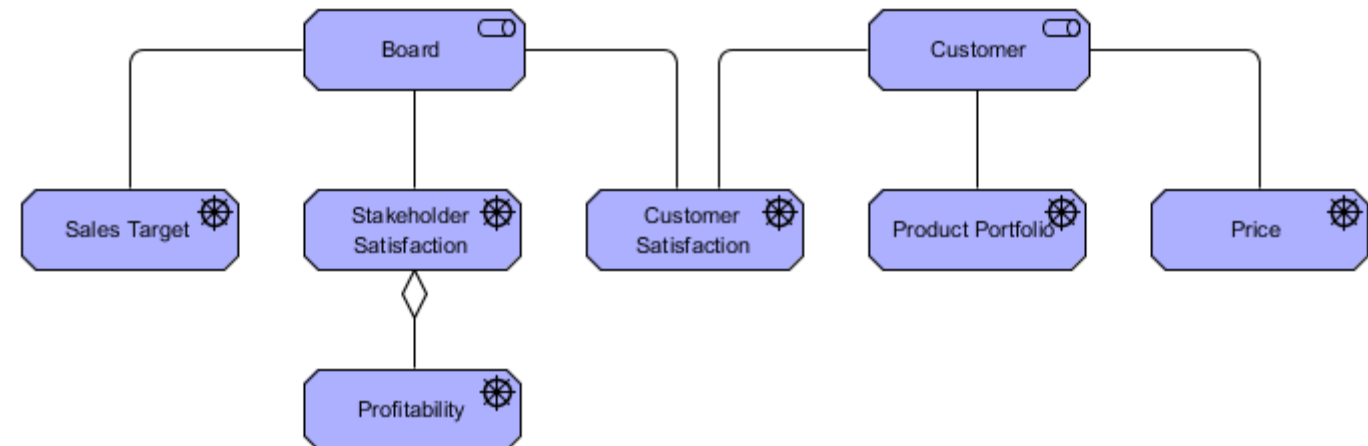 Board
Customer
Sales Target
Stakeholder
Satisfaction
Customer
Satisfaction
Product Portfolio
Price
Profitability